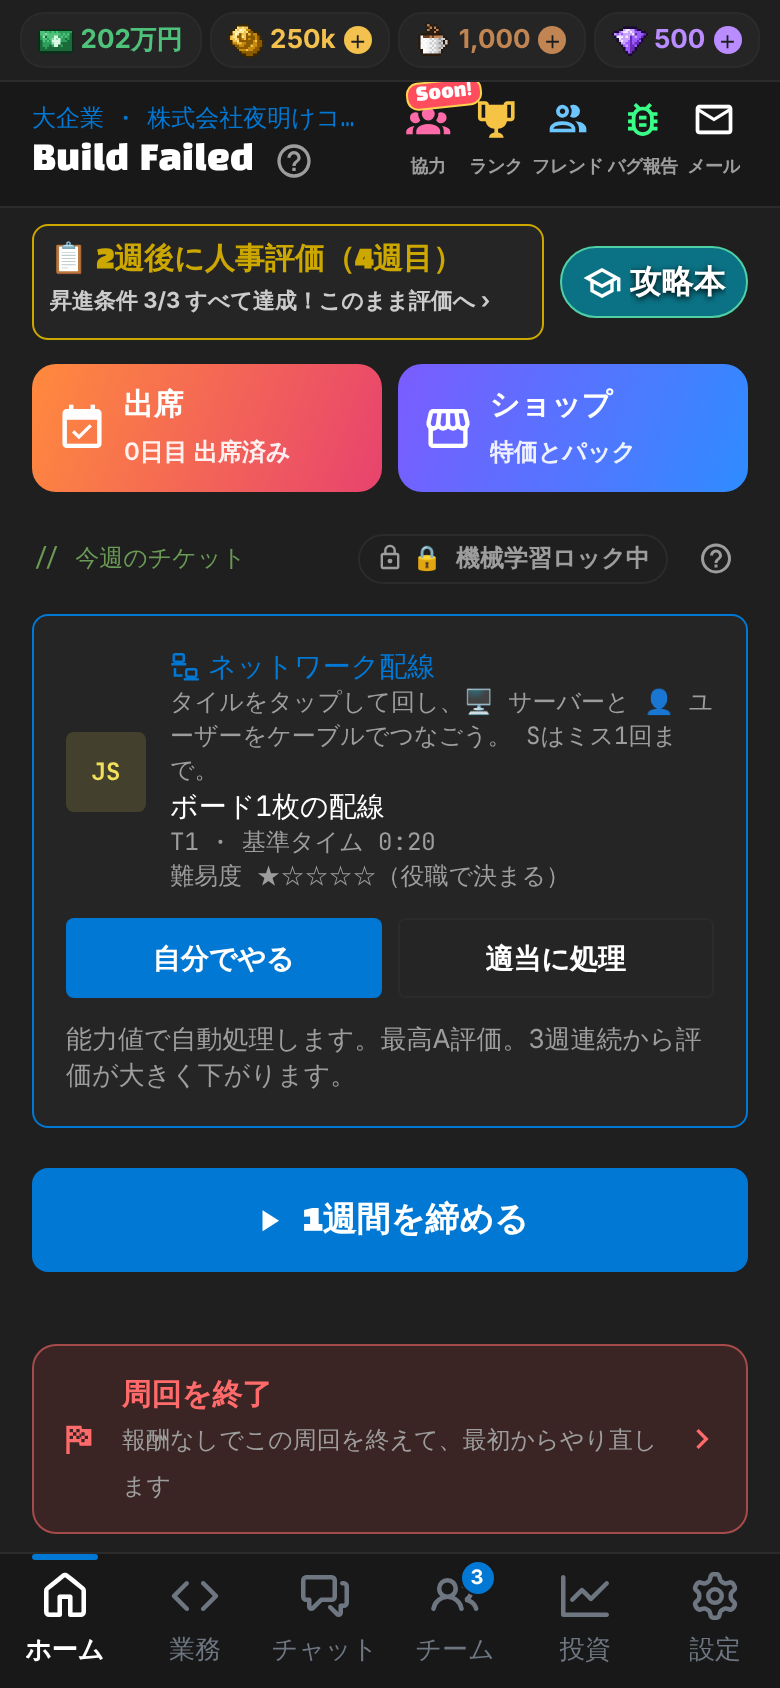 202万円
250k
1,000
500
大企業 ・ 株式会社夜明けコ…
Build Failed
Soon!
協力
ランク
フレンド
バグ報告
メール
2週後に人事評価（4週目）
昇進条件 3/3 すべて達成！このまま評価へ ›
攻略本
出席
0日目 出席済み
ショップ
特価とパック
// 今週のチケット
機械学習ロック中
ネットワーク配線
タイルをタップして回し、🖥️ サーバーと 👤 ユ
ーザーをケーブルでつなごう。 Sはミス1回ま
で。
JS
ボード1枚の配線
T1 ・ 基準タイム 0:20
難易度 ★☆☆☆☆（役職で決まる）
自分でやる
適当に処理
能力値で自動処理します。最高A評価。3週連続から評
価が大きく下がります。
1週間を締める
周回を終了
報酬なしでこの周回を終えて、最初からやり直し
ます
3
ホーム
業務
チャット
チーム
投資
設定